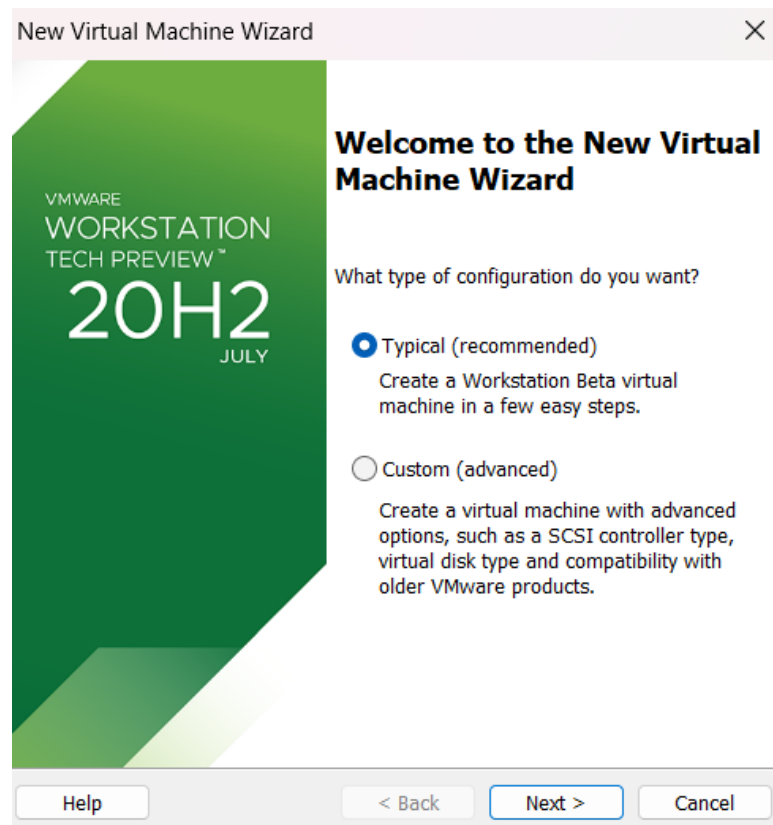 New Virtual Machine Wizard
VMWARE
WORKSTATION
TECH PREVIEW™
20H2
JULY
Welcome to the New Virtual
Machine Wizard
What type of configuration do you want?
Typical (recommended)
Create a Workstation Beta virtual
machine in a few easy steps.
Custom (advanced)
Create a virtual machine with advanced
options, such as a SCSI controller type,
virtual disk type and compatibility with
older VMware products.
Help
< Back
Next >
Cancel